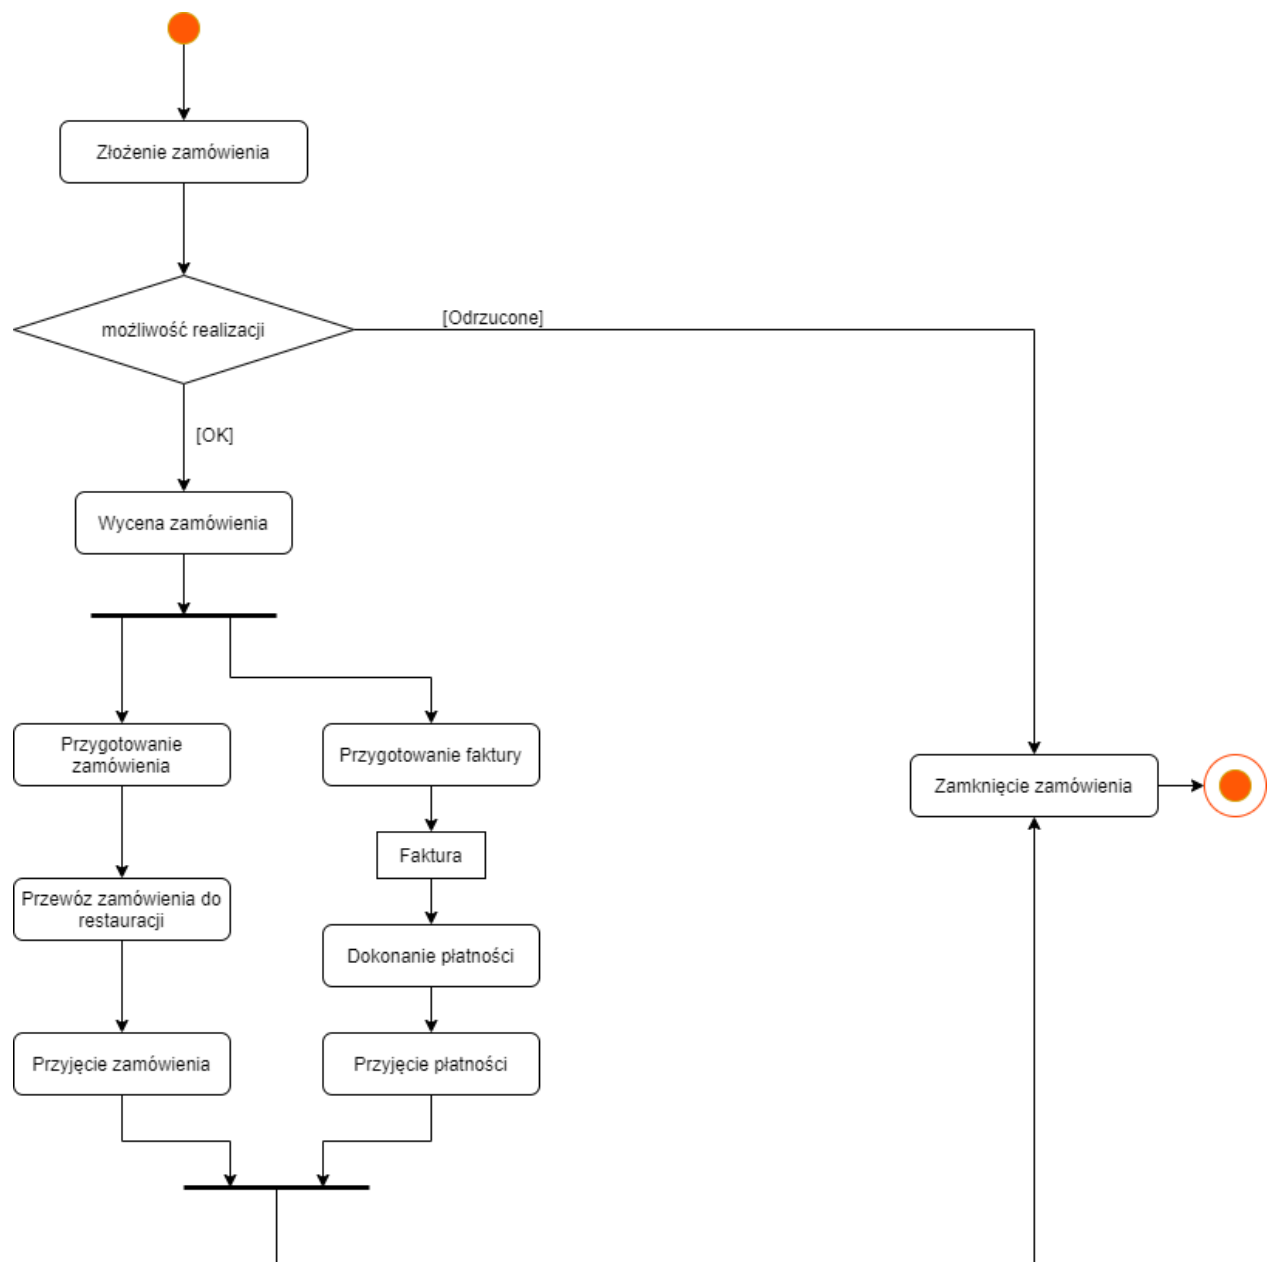 Złożenie zamówienia
możliwość realizacji
[Odrzucone]
[OK]
Wycena zamówienia
Przygotowanie
zamówienia
Przygotowanie faktury
Zamknięcie zamówienia
Faktura
Przewóz zamówienia do
restauracji
Dokonanie płatności
Przyjęcie zamówienia
Przyjęcie płatności